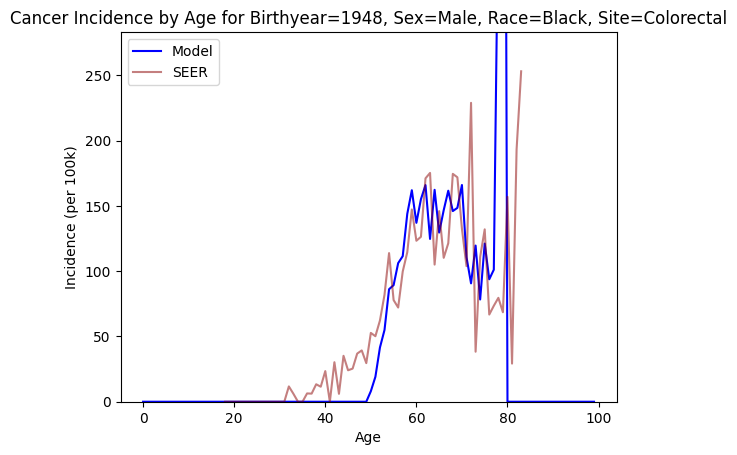 Cancer Incidence by Age for Birthyear=1948, Sex=Male, Race=Black, Site=Colorectal
Model
SEER
Incidence (per 100k)
250
200
150
100
50
0
0 20 40 60 80 100
Age